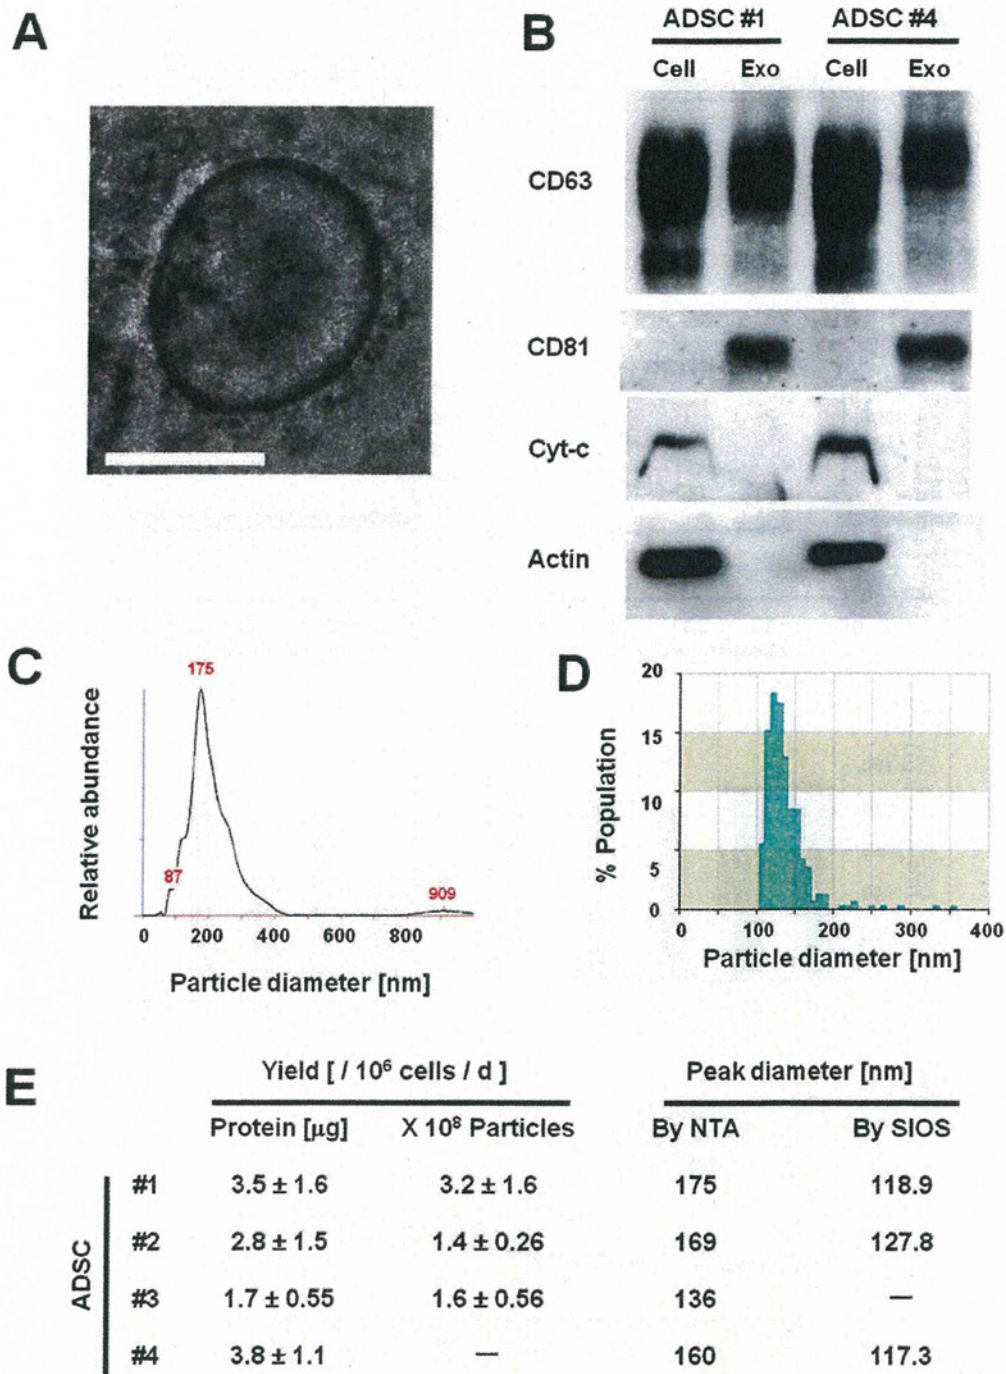 A
B
ADSC #1 ADSC #4
Cell Exo Cell Exo
CD63
CD81
Cyt-c
Actin
C
Relative abundance
175
87
909
0 200 400 600 800
Particle diameter [nm]
D
% Population
20
15
10
5
0
0 100 200 300 400
Particle diameter [nm]
E
Yield [ / 10⁶ cells / d ] Peak diameter [nm]
Protein [µg] X 10⁸ Particles By NTA By SIOS
ADSC
#1 3.5 ± 1.6 3.2 ± 1.6 175 118.9
#2 2.8 ± 1.5 1.4 ± 0.26 169 127.8
#3 1.7 ± 0.55 1.6 ± 0.56 136 —
#4 3.8 ± 1.1 — 160 117.3